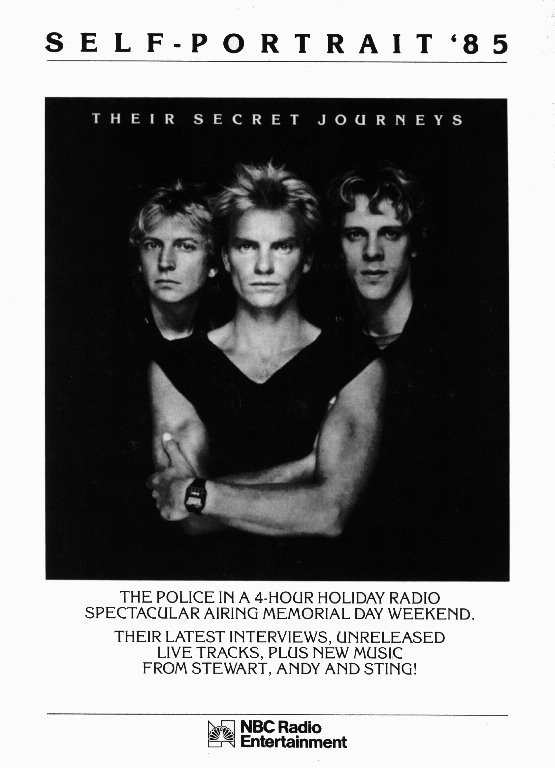 SELF-PORTRAIT '85
THEIR SECRET JOURNEYS
THE POLICE IN A 4-HOUR HOLIDAY RADIO
SPECTACULAR AIRING MEMORIAL DAY WEEKEND.
THEIR LATEST INTERVIEWS, UNRELEASED
LIVE TRACKS, PLUS NEW MUSIC
FROM STEWART, ANDY AND STING!
NBC Radio
Entertainment